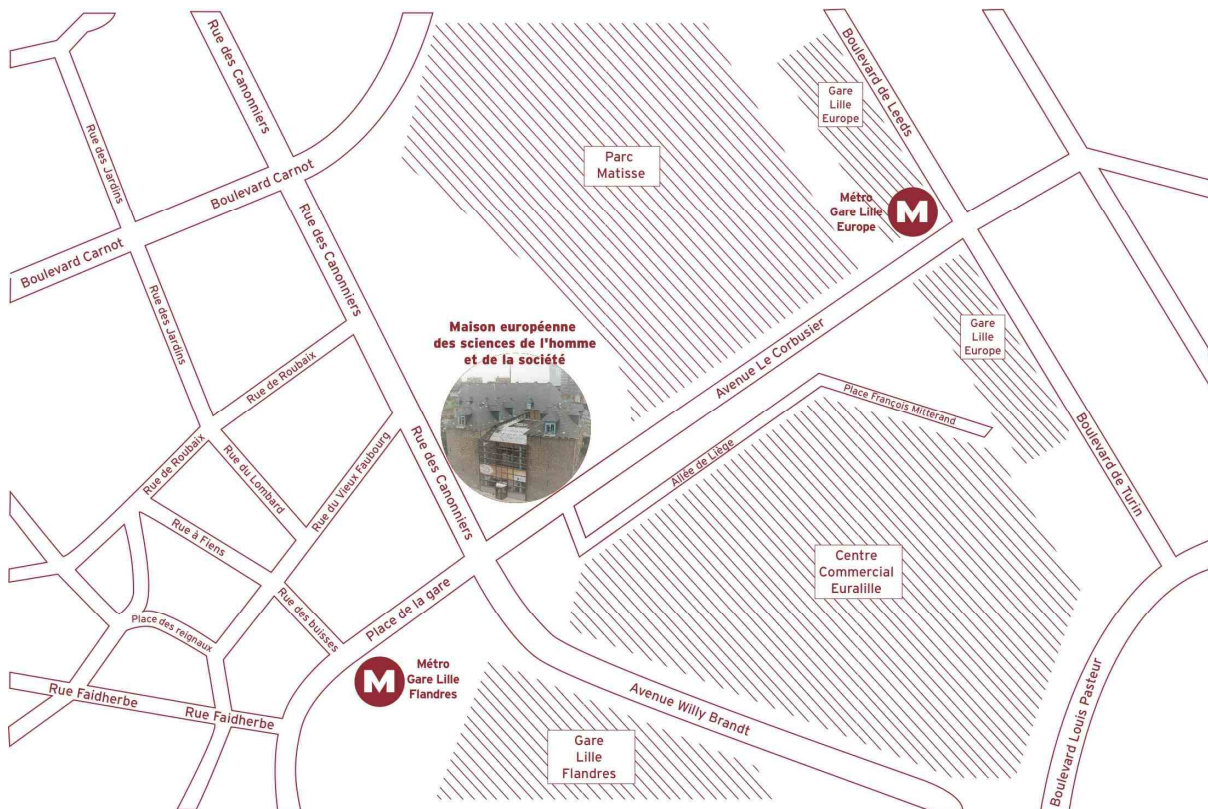 Rue des Canonniers
Boulevard de Leeds
Gare
Lille
Europe
Rue des Jardins
Boulevard Carnot
Parc
Matisse
Métro
Gare Lille
Europe
M
Boulevard Carnot
Rue des Canonniers
Rue des Jardins
Maison européenne
des sciences de l'homme
et de la société
Avenue Le Corbusier
Gare
Lille
Europe
Rue de Roubaix
Place François Mitterand
Rue de Roubaix
Rue du Lombard
Rue du Vieux Faubourg
Rue des Canonniers
Allée de Liège
Boulevard de Turin
Rue à Fiens
Centre
Commercial
Euralille
Rue des buisses
Place de la gare
Place des reignaux
M
Métro
Gare Lille
Flandres
Rue Faidherbe
Rue Faidherbe
Avenue Willy Brandt
Boulevard Louis Pasteur
Gare
Lille
Flandres